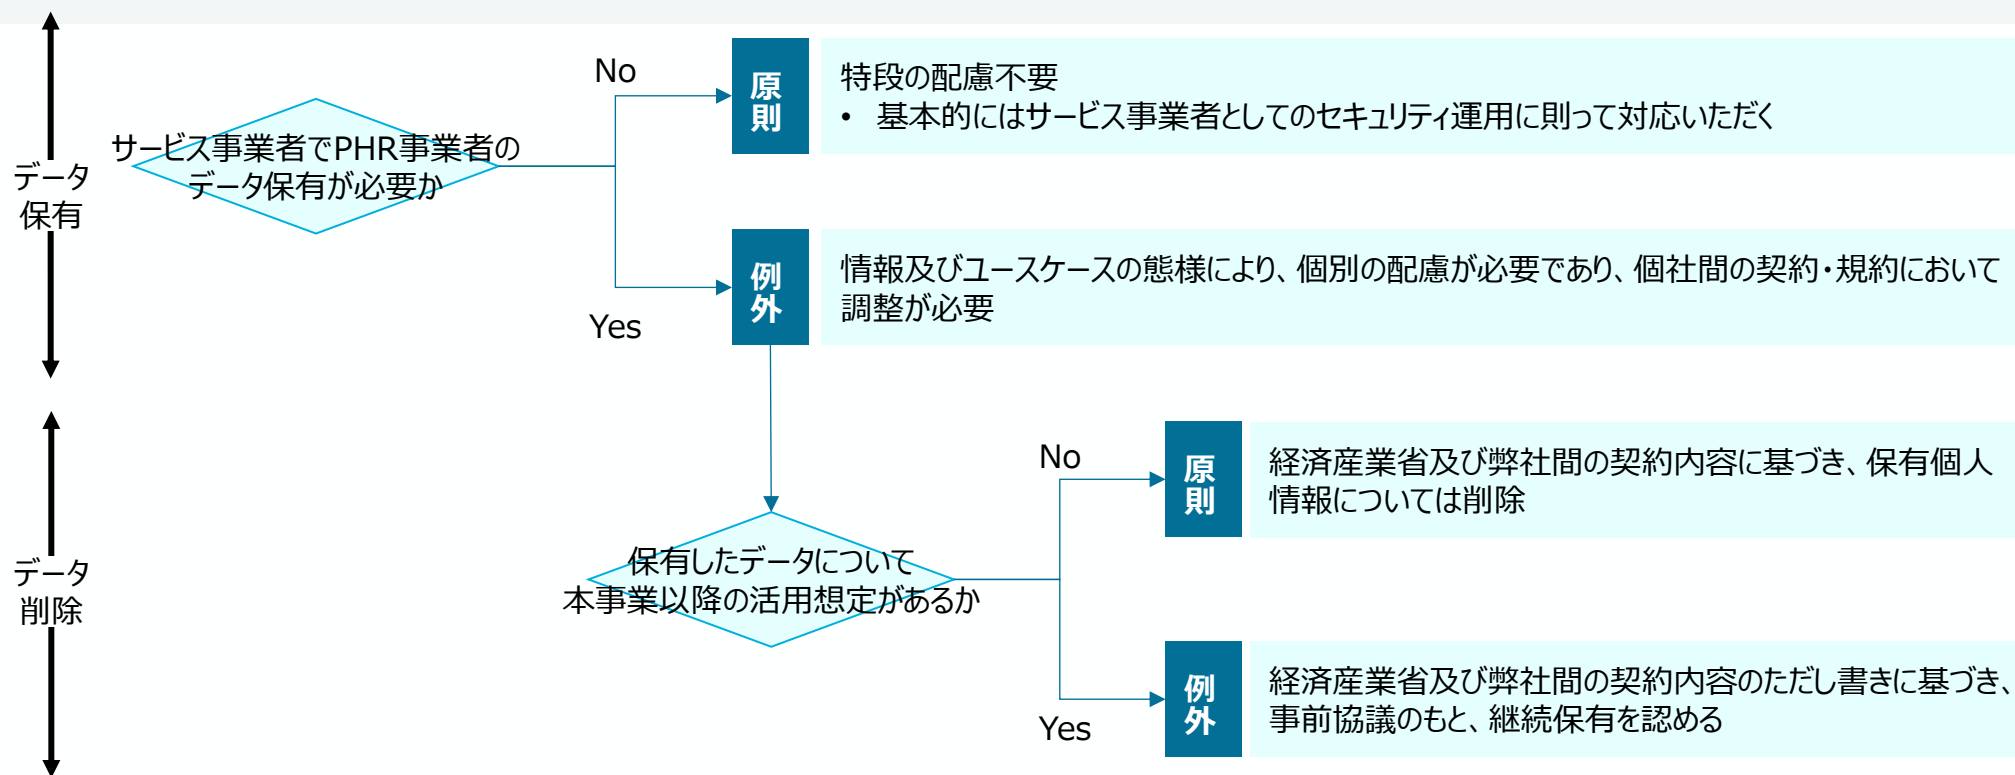 データ
保有
サービス事業者でPHR事業者の
データ保有が必要か
No
原則
特段の配慮不要
• 基本的にはサービス事業者としてのセキュリティ運用に則って対応いただく
Yes
例外
情報及びユースケースの態様により、個別の配慮が必要であり、個社間の契約・規約において
調整が必要
データ
削除
保有したデータについて
本事業以降の活用想定があるか
No
原則
経済産業省及び弊社間の契約内容に基づき、保有個人
情報については削除
Yes
例外
経済産業省及び弊社間の契約内容のただし書きに基づき、
事前協議のもと、継続保有を認める